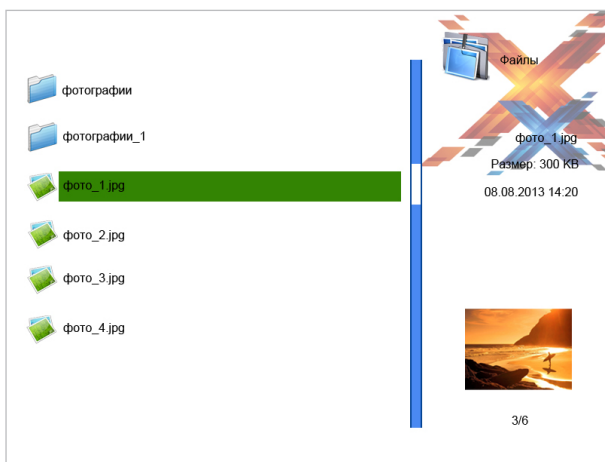 Файлы
фотографии
фотографии_1
фото_1.jpg
фото_2.jpg
фото_3.jpg
фото_4.jpg
фото_1.jpg
Размер: 300 KB
08.08.2013 14:20
3/6